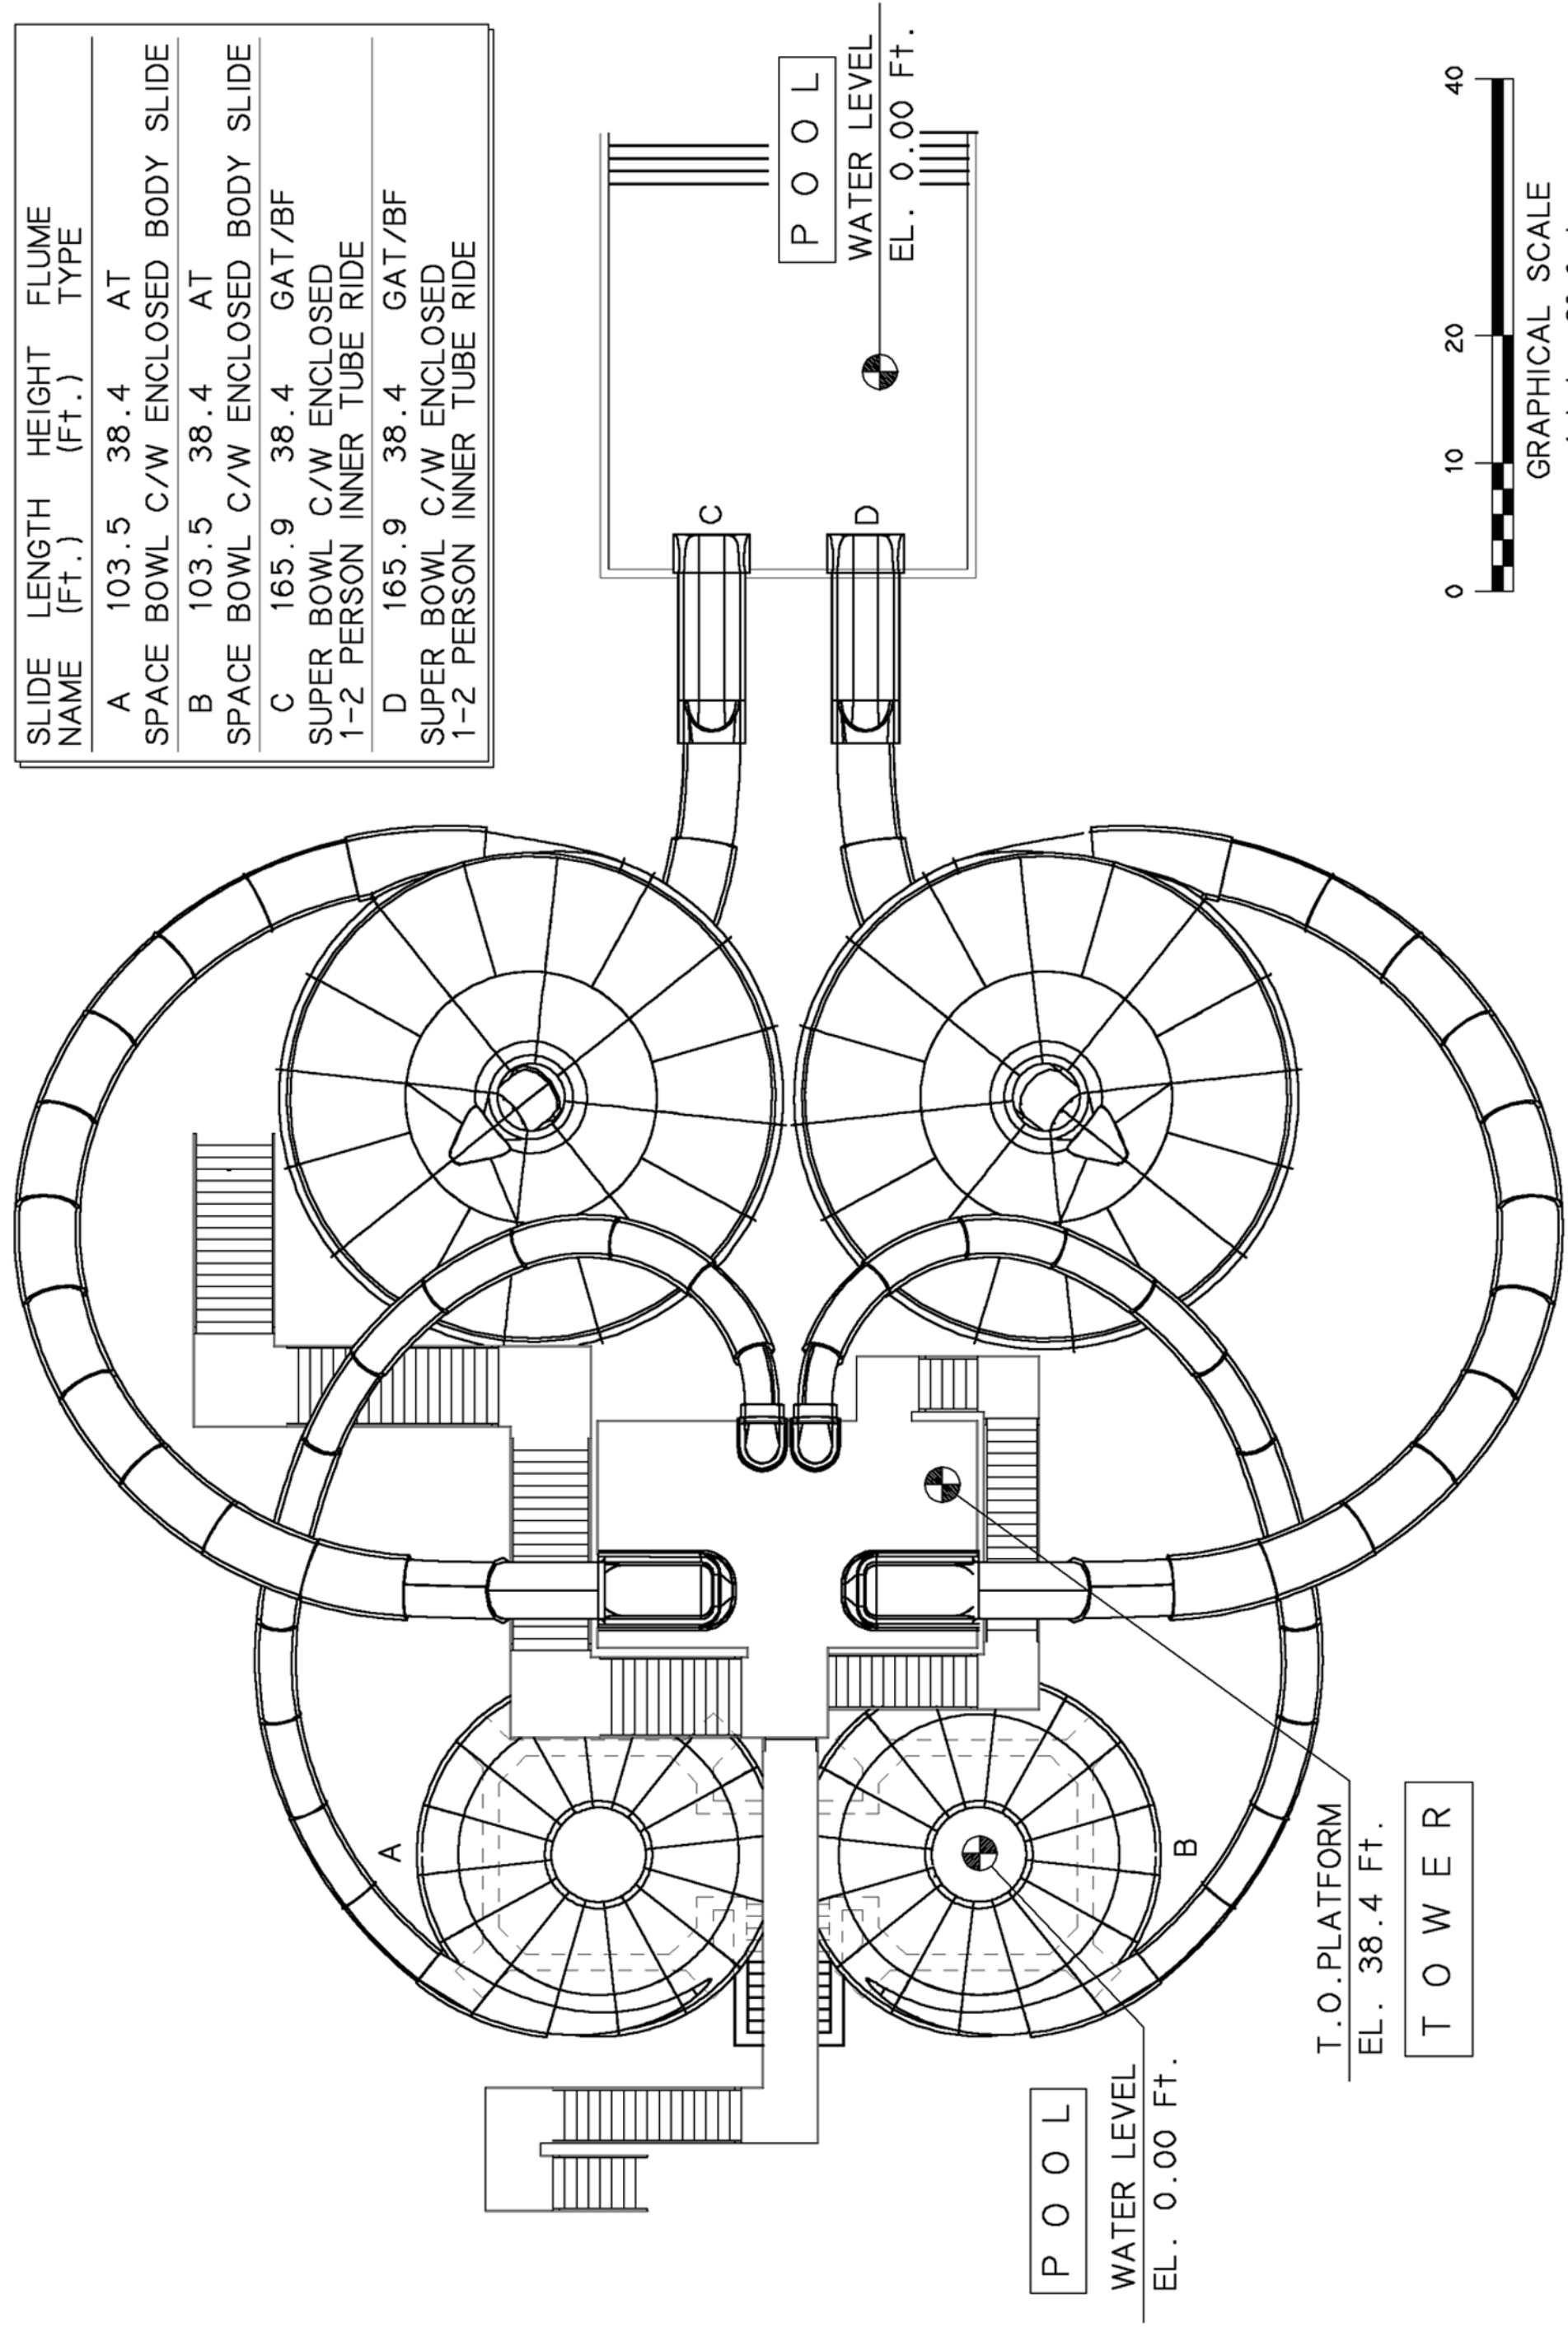 SLIDE LENGTH HEIGHT FLUME
NAME (Ft.) (Ft.) TYPE
A 103.5 38.4 AT
SPACE BOWL C/W ENCLOSED BODY SLIDE
B 103.5 38.4 AT
SPACE BOWL C/W ENCLOSED BODY SLIDE
C 165.9 38.4 GAT/BF
SUPER BOWL C/W ENCLOSED
1-2 PERSON INNER TUBE RIDE
D 165.9 38.4 GAT/BF
SUPER BOWL C/W ENCLOSED
1-2 PERSON INNER TUBE RIDE
A
C
D
POOL
WATER LEVEL
EL. 0.00 Ft.
B
POOL
WATER LEVEL
EL. 0.00 Ft.
T.O.PLATFORM
EL. 38.4 Ft.
TOWER
0 10 20 40
GRAPHICAL SCALE